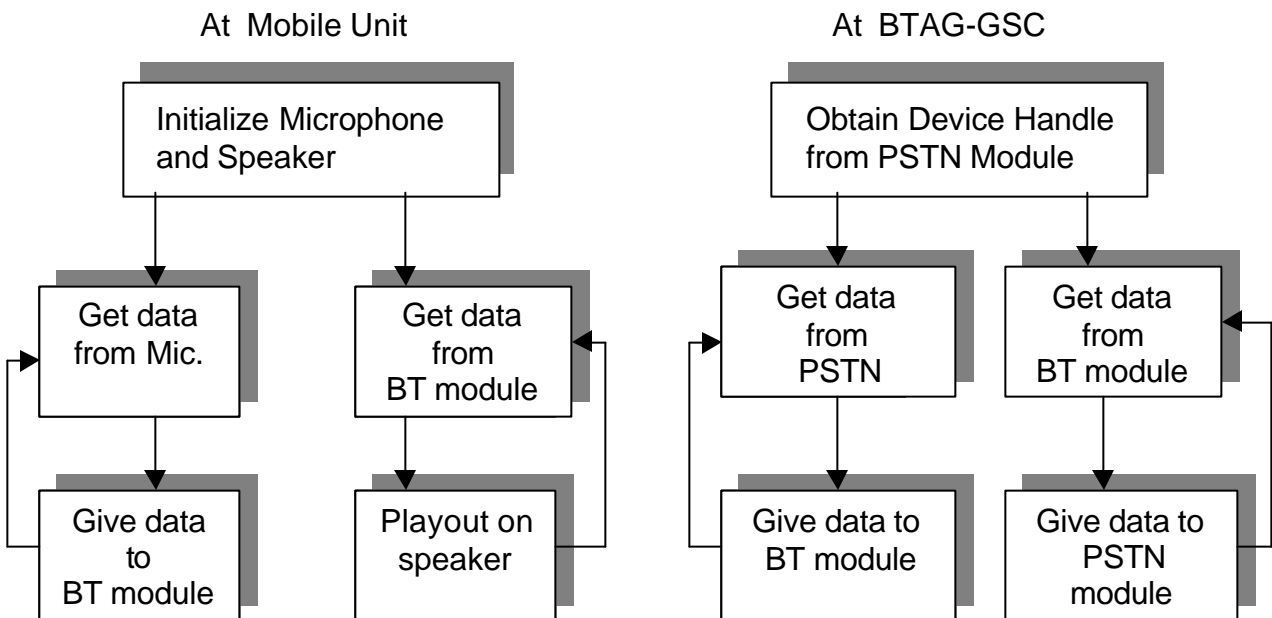 At Mobile Unit
Initialize Microphone
and Speaker
Get data
from Mic.
Give data
to
BT module
Get data
from
BT module
Playout on
speaker
At BTAG-GSC
Obtain Device Handle
from PSTN Module
Get data
from
PSTN
Give data to
BT module
Get data
from
BT module
Give data to
PSTN
module